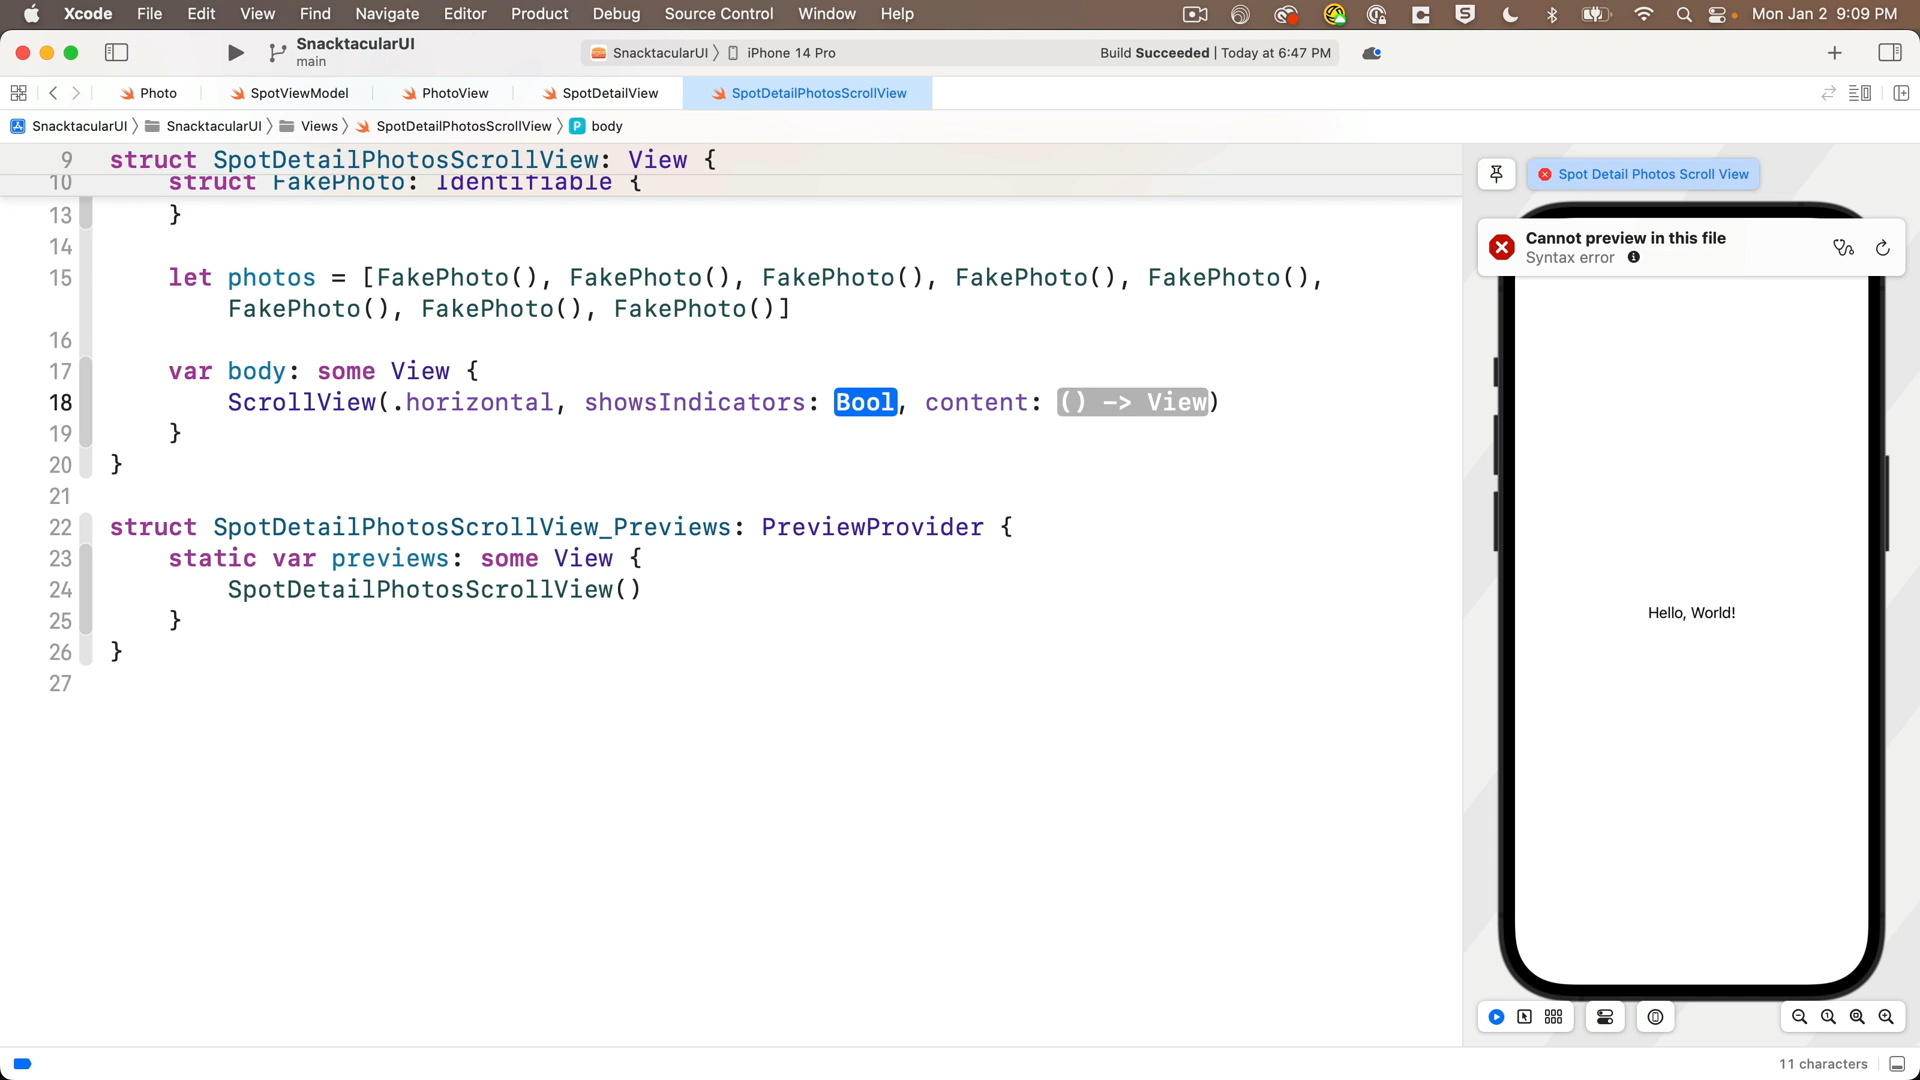 Xcode File Edit View Find Navigate Editor Product Debug Source Control Window Help Mon Jan 2 9:09 PM
SnacktacularUI
main
SnacktacularUI 〉 iPhone 14 Pro Build Succeeded | Today at 6:47 PM
Photo SpotViewModel PhotoView SpotDetailView SpotDetailPhotosScrollView
SnacktacularUI 〉 SnacktacularUI 〉 Views 〉 SpotDetailPhotosScrollView 〉 P body
9 struct SpotDetailPhotosScrollView: View {
10 struct FakePhoto: Identifiable {
13 }
14
15 let photos = [FakePhoto(), FakePhoto(), FakePhoto(), FakePhoto(), FakePhoto(),
FakePhoto(), FakePhoto(), FakePhoto()]
16
17 var body: some View {
18 ScrollView(.horizontal, showsIndicators: Bool, content: () -> View)
19 }
20 }
21
22 struct SpotDetailPhotosScrollView_Previews: PreviewProvider {
23 static var previews: some View {
24 SpotDetailPhotosScrollView()
25 }
26 }
27
Spot Detail Photos Scroll View
Cannot preview in this file
Syntax error
Hello, World!
11 characters